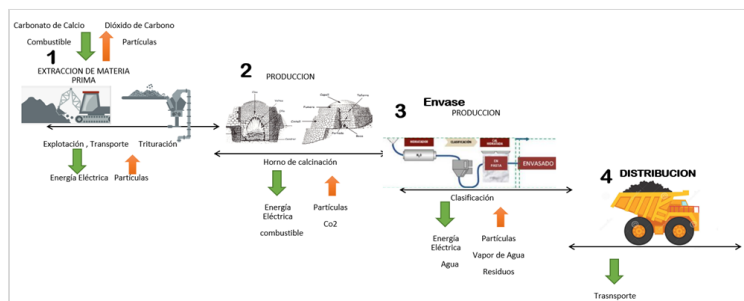 Carbonato de Calcio
Dióxido de Carbono
Combustible
Partículas
1
EXTRACCION DE MATERIA
PRIMA
Explotación , Transporte
Trituración
Energía Eléctrica
Partículas
2
PRODUCCION
Horno de calcinación
Energía
Eléctrica
combustible
Partículas
Co2
3
Envase
PRODUCCION
CLASIFICACIÓN
ENVASADO
Clasificación
Energía
Eléctrica
Agua
Partículas
Vapor de Agua
Residuos
4 DISTRIBUCION
Trasnsporte